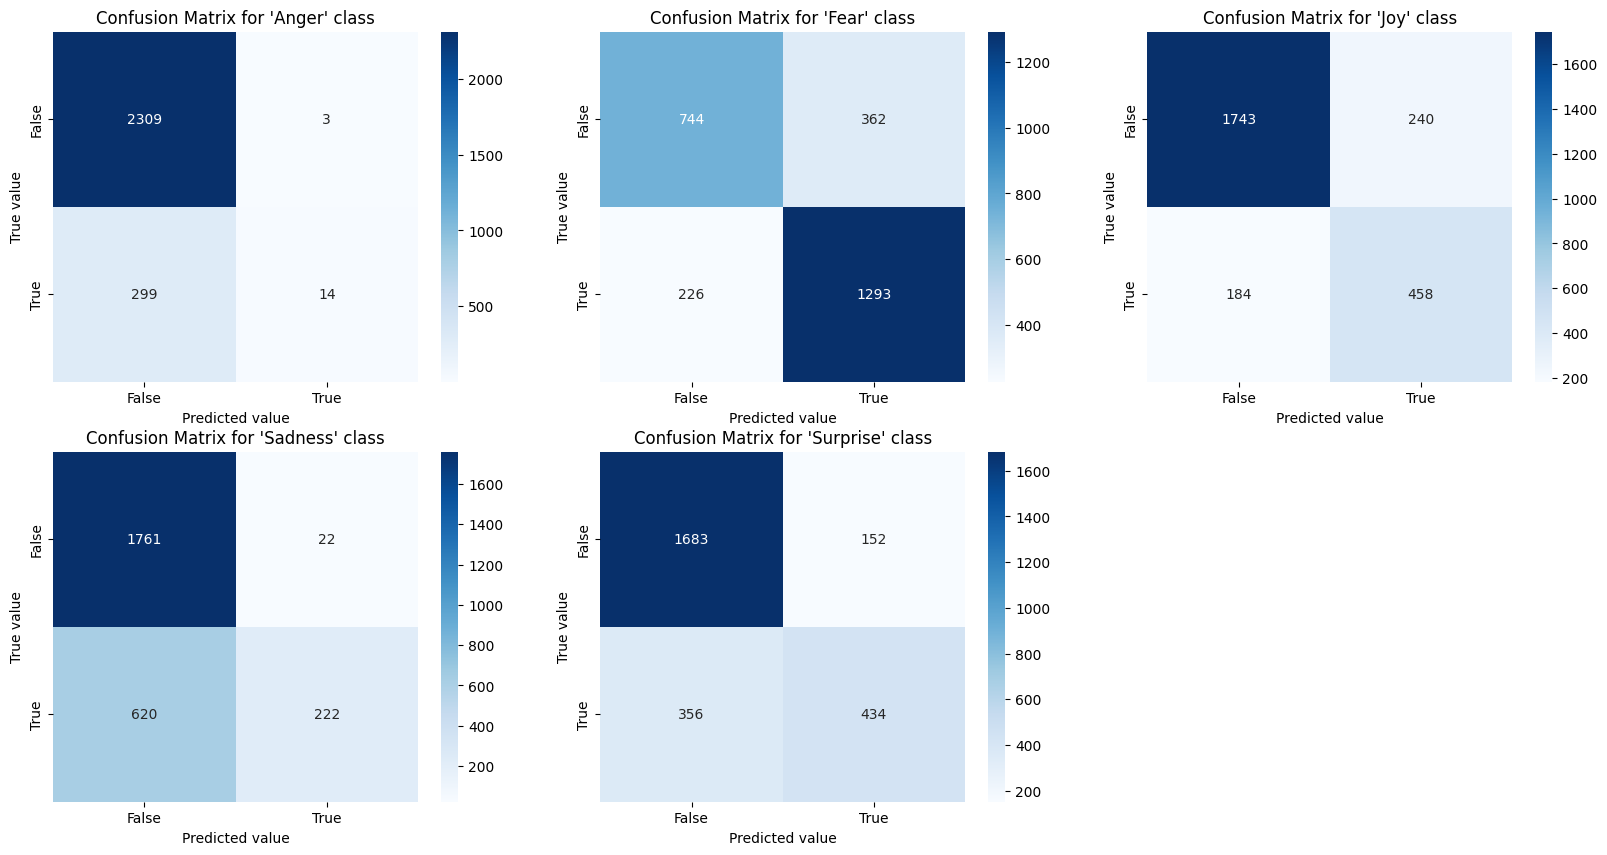 Confusion Matrix for 'Anger' class
2309 3
299 14
False
True
True value
False True
Predicted value
2000
1500
1000
500
Confusion Matrix for 'Fear' class
744 362
226 1293
False
True
True value
False True
Predicted value
1200
1000
800
600
400
Confusion Matrix for 'Joy' class
1743 240
184 458
False
True
True value
False True
Predicted value
1600
1400
1200
1000
800
600
400
200
Confusion Matrix for 'Sadness' class
1761 22
620 222
False
True
True value
False True
Predicted value
1600
1400
1200
1000
800
600
400
200
Confusion Matrix for 'Surprise' class
1683 152
356 434
False
True
True value
False True
Predicted value
1600
1400
1200
1000
800
600
400
200